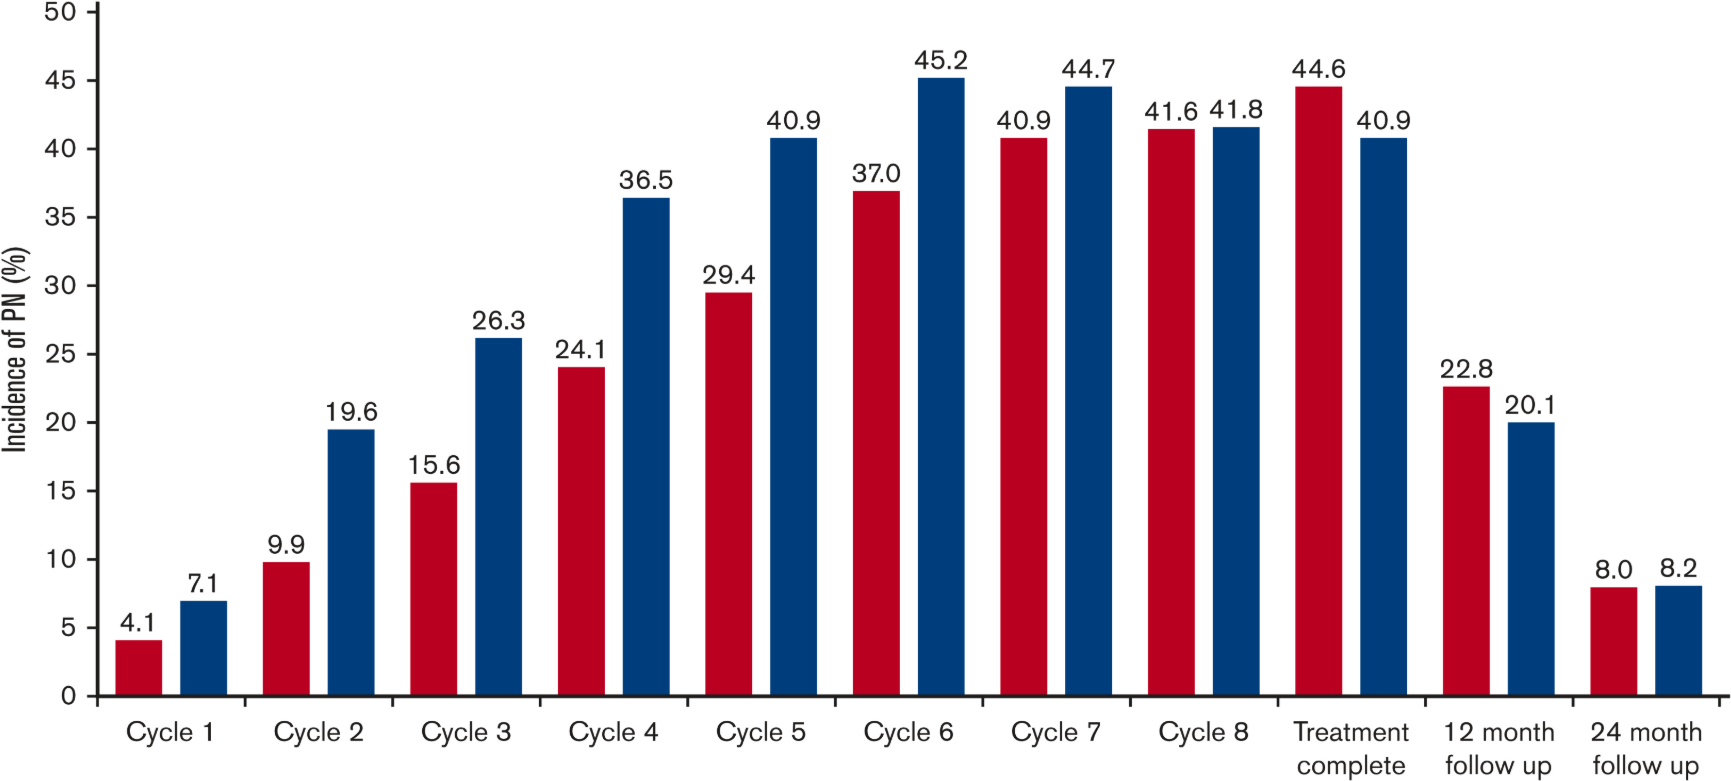 Incidence of PN (%)
50
45
40
35
30
25
20
15
10
5
0
4.1
7.1
9.9
19.6
15.6
26.3
24.1
36.5
29.4
40.9
37.0
45.2
40.9
44.7
41.6
41.8
44.6
40.9
22.8
20.1
8.0
8.2
Cycle 1
Cycle 2
Cycle 3
Cycle 4
Cycle 5
Cycle 6
Cycle 7
Cycle 8
Treatment
complete
12 month
follow up
24 month
follow up